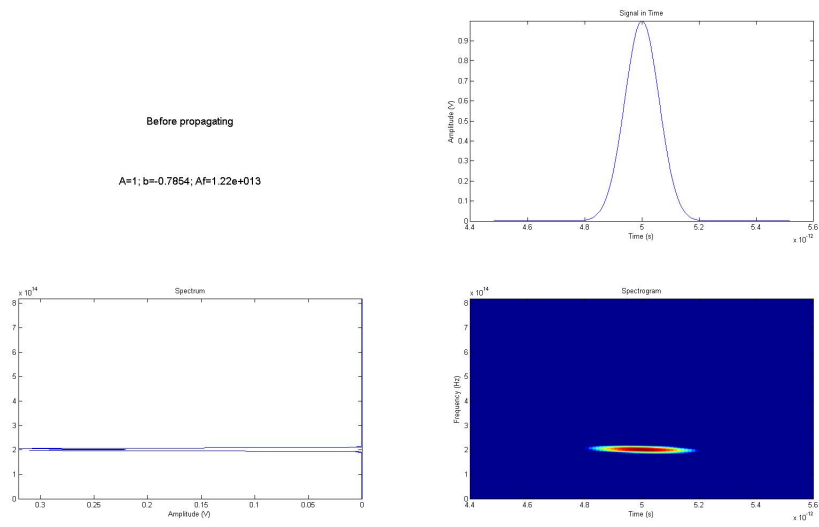 Before propagating
A=1; b=-0.7854; Af=1.22e+013
Signal in Time
Amplitude (V)
0.9
0.8
0.7
0.6
0.5
0.4
0.3
0.2
0.1
0
4.4 4.6 4.8 5 5.2 5.4 5.6
Time (s)
x 10^-12
Spectrum
x 10^14
8
7
6
5
4
3
2
1
0
0.3 0.25 0.2 0.15 0.1 0.05 0
Amplitude (V)
Spectrogram
x 10^14
Frequency (Hz)
8
7
6
5
4
3
2
1
0
4.4 4.6 4.8 5 5.2 5.4 5.6
Time (s)
x 10^-12